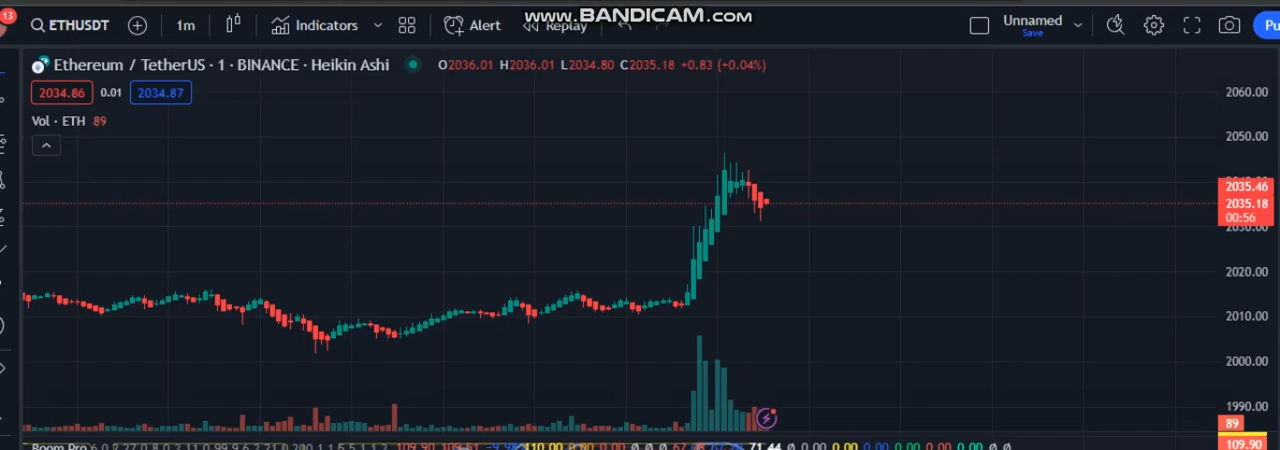 www.BANDICAM.com
13
ETHUSDT 1m Indicators Alert Replay Unnamed
Save
Ethereum / TetherUS · 1 · BINANCE · Heikin Ashi O2036.01 H2036.01 L2034.80 C2035.18 +0.83 (+0.04%)
2034.86 0.01 2034.87
Vol · ETH 89
2060.00
2050.00
2035.46
2035.18
00:56
2030.00
2020.00
2010.00
2000.00
1990.00
89
109.90